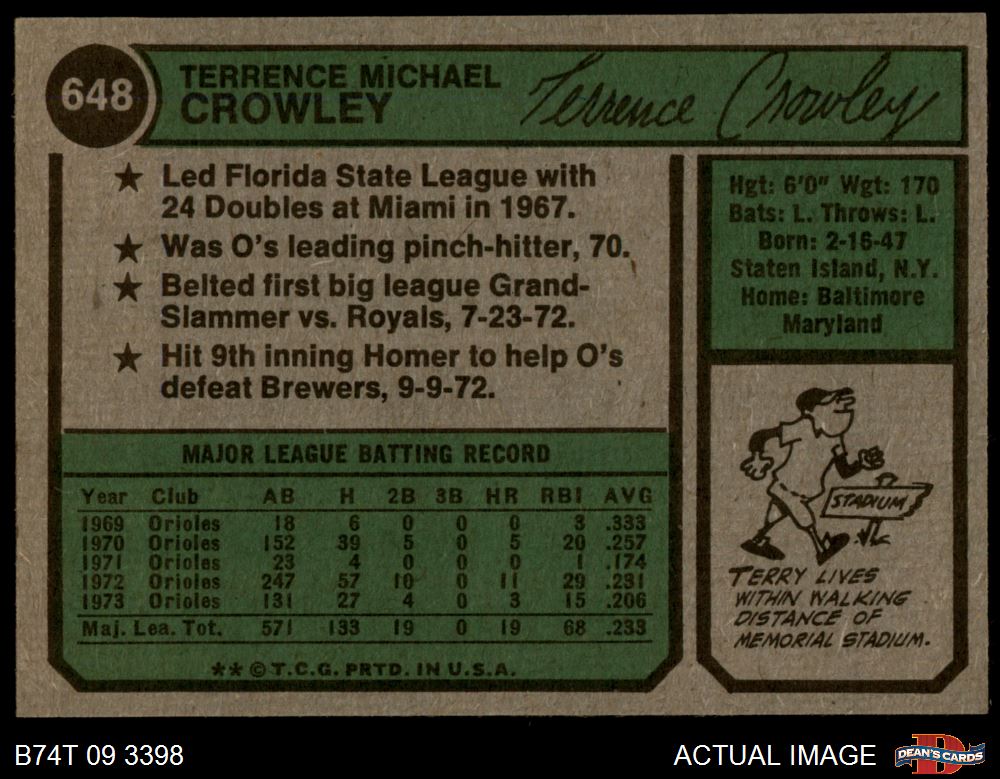 648
TERRENCE MICHAEL
CROWLEY
Terrence Crowley
★ Led Florida State League with
24 Doubles at Miami in 1967.
★ Was O's leading pinch-hitter, 70.
★ Belted first big league Grand-
Slammer vs. Royals, 7-23-72.
★ Hit 9th inning Homer to help O's
defeat Brewers, 9-9-72.
Hgt: 6'0" Wgt: 170
Bats: L. Throws: L.
Born: 2-16-47
Staten Island, N.Y.
Home: Baltimore
Maryland
MAJOR LEAGUE BATTING RECORD
Year Club AB H 2B 3B HR RBI AVG
1969 Orioles 18 6 0 0 0 3 .333
1970 Orioles 152 39 5 0 5 20 .257
1971 Orioles 23 4 0 0 0 1 .174
1972 Orioles 247 57 10 0 11 29 .231
1973 Orioles 131 27 4 0 3 15 .206
Maj. Lea. Tot. 571 133 19 0 19 68 .233
**©T.C.G. PRTD. IN U.S.A.
STADIUM
TERRY LIVES
WITHIN WALKING
DISTANCE OF
MEMORIAL STADIUM.
B74T 09 3398
ACTUAL IMAGE
DEAN'S CARDS